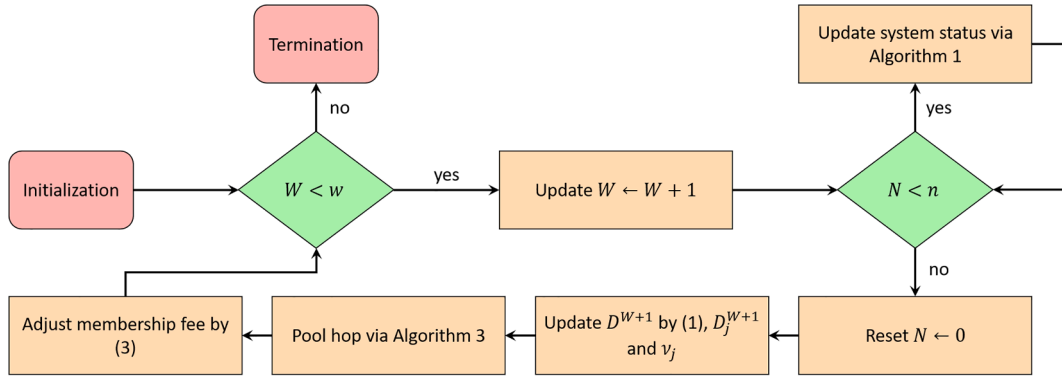 Termination
Update system status via
Algorithm 1
no
yes
Initialization
W < w
yes
Update W ← W + 1
N < n
no
Adjust membership fee by
(3)
Pool hop via Algorithm 3
Update D^{W+1} by (1), D_j^{W+1}
and ν_j
Reset N ← 0